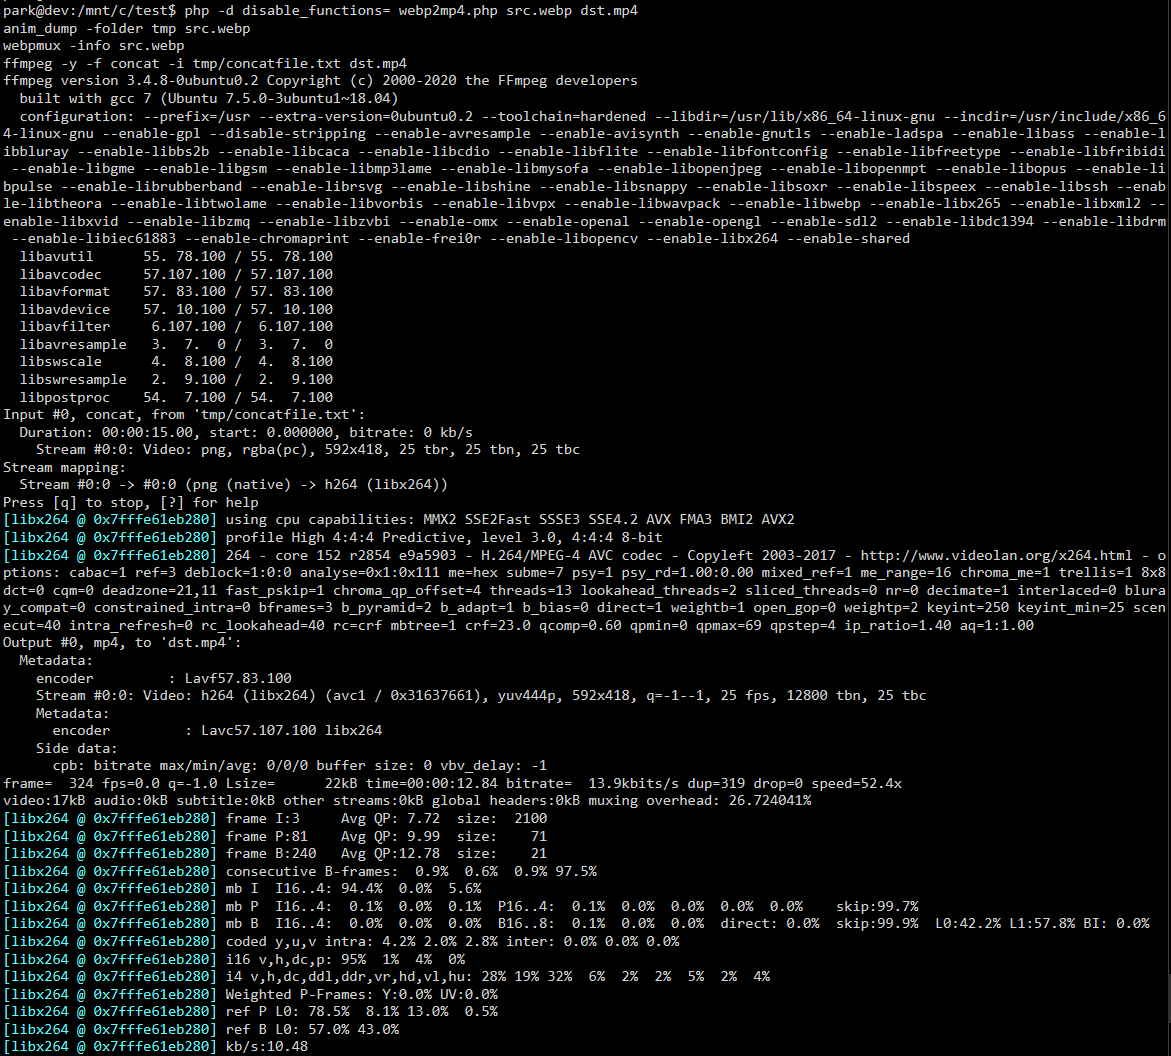 park@dev:/mnt/c/test$ php -d disable_functions= webp2mp4.php src.webp dst.mp4
anim_dump -folder tmp src.webp
webpmux -info src.webp
ffmpeg -y -f concat -i tmp/concatfile.txt dst.mp4
ffmpeg version 3.4.8-0ubuntu0.2 Copyright (c) 2000-2020 the FFmpeg developers
  built with gcc 7 (Ubuntu 7.5.0-3ubuntu1~18.04)
  configuration: --prefix=/usr --extra-version=0ubuntu0.2 --toolchain=hardened --libdir=/usr/lib/x86_64-linux-gnu --incdir=/usr/include/x86_6
4-linux-gnu --enable-gpl --disable-stripping --enable-avresample --enable-avisynth --enable-gnutls --enable-ladspa --enable-libass --enable-l
ibbluray --enable-libbs2b --enable-libcaca --enable-libcdio --enable-libflite --enable-libfontconfig --enable-libfreetype --enable-libfribidi
 --enable-libgme --enable-libgsm --enable-libmp3lame --enable-libmysofa --enable-libopenjpeg --enable-libopenmpt --enable-libopus --enable-li
bpulse --enable-librubberband --enable-librsvg --enable-libshine --enable-libsnappy --enable-libsoxr --enable-libspeex --enable-libssh --enab
le-libtheora --enable-libtwolame --enable-libvorbis --enable-libvpx --enable-libwavpack --enable-libwebp --enable-libx265 --enable-libxml2 --
enable-libxvid --enable-libzmq --enable-libzvbi --enable-omx --enable-openal --enable-opengl --enable-sdl2 --enable-libdc1394 --enable-libdrm
 --enable-libiec61883 --enable-chromaprint --enable-frei0r --enable-libopencv --enable-libx264 --enable-shared
  libavutil      55. 78.100 / 55. 78.100
  libavcodec     57.107.100 / 57.107.100
  libavformat    57. 83.100 / 57. 83.100
  libavdevice    57. 10.100 / 57. 10.100
  libavfilter     6.107.100 /  6.107.100
  libavresample   3.  7.  0 /  3.  7.  0
  libswscale      4.  8.100 /  4.  8.100
  libswresample   2.  9.100 /  2.  9.100
  libpostproc    54.  7.100 / 54.  7.100
Input #0, concat, from 'tmp/concatfile.txt':
  Duration: 00:00:15.00, start: 0.000000, bitrate: 0 kb/s
    Stream #0:0: Video: png, rgba(pc), 592x418, 25 tbr, 25 tbn, 25 tbc
Stream mapping:
  Stream #0:0 -> #0:0 (png (native) -> h264 (libx264))
Press [q] to stop, [?] for help
[libx264 @ 0x7fffe61eb280] using cpu capabilities: MMX2 SSE2Fast SSSE3 SSE4.2 AVX FMA3 BMI2 AVX2
[libx264 @ 0x7fffe61eb280] profile High 4:4:4 Predictive, level 3.0, 4:4:4 8-bit
[libx264 @ 0x7fffe61eb280] 264 - core 152 r2854 e9a5903 - H.264/MPEG-4 AVC codec - Copyleft 2003-2017 - http://www.videolan.org/x264.html - o
ptions: cabac=1 ref=3 deblock=1:0:0 analyse=0x1:0x111 me=hex subme=7 psy=1 psy_rd=1.00:0.00 mixed_ref=1 me_range=16 chroma_me=1 trellis=1 8x8
dct=0 cqm=0 deadzone=21,11 fast_pskip=1 chroma_qp_offset=4 threads=13 lookahead_threads=2 sliced_threads=0 nr=0 decimate=1 interlaced=0 blura
y_compat=0 constrained_intra=0 bframes=3 b_pyramid=2 b_adapt=1 b_bias=0 direct=1 weightb=1 open_gop=0 weightp=2 keyint=250 keyint_min=25 scen
ecut=40 intra_refresh=0 rc_lookahead=40 rc=crf mbtree=1 crf=23.0 qcomp=0.60 qpmin=0 qpmax=69 qpstep=4 ip_ratio=1.40 aq=1:1.00
Output #0, mp4, to 'dst.mp4':
  Metadata:
    encoder         : Lavf57.83.100
    Stream #0:0: Video: h264 (libx264) (avc1 / 0x31637661), yuv444p, 592x418, q=-1--1, 25 fps, 12800 tbn, 25 tbc
    Metadata:
      encoder         : Lavc57.107.100 libx264
    Side data:
      cpb: bitrate max/min/avg: 0/0/0 buffer size: 0 vbv_delay: -1
frame=  324 fps=0.0 q=-1.0 Lsize=      22kB time=00:00:12.84 bitrate=  13.9kbits/s dup=319 drop=0 speed=52.4x
video:17kB audio:0kB subtitle:0kB other streams:0kB global headers:0kB muxing overhead: 26.724041%
[libx264 @ 0x7fffe61eb280] frame I:3     Avg QP: 7.72  size:  2100
[libx264 @ 0x7fffe61eb280] frame P:81    Avg QP: 9.99  size:    71
[libx264 @ 0x7fffe61eb280] frame B:240   Avg QP:12.78  size:    21
[libx264 @ 0x7fffe61eb280] consecutive B-frames:  0.9%  0.6%  0.9% 97.5%
[libx264 @ 0x7fffe61eb280] mb I  I16..4: 94.4%  0.0%  5.6%
[libx264 @ 0x7fffe61eb280] mb P  I16..4:  0.1%  0.0%  0.1%  P16..4:  0.1%  0.0%  0.0%  0.0%  0.0%    skip:99.7%
[libx264 @ 0x7fffe61eb280] mb B  I16..4:  0.0%  0.0%  0.0%  B16..8:  0.1%  0.0%  0.0%  direct: 0.0%  skip:99.9%  L0:42.2% L1:57.8% BI: 0.0%
[libx264 @ 0x7fffe61eb280] coded y,u,v intra: 4.2% 2.0% 2.8% inter: 0.0% 0.0% 0.0%
[libx264 @ 0x7fffe61eb280] i16 v,h,dc,p: 95%  1%  4%  0%
[libx264 @ 0x7fffe61eb280] i4 v,h,dc,ddl,ddr,vr,hd,vl,hu: 28% 19% 32%  6%  2%  2%  5%  2%  4%
[libx264 @ 0x7fffe61eb280] Weighted P-Frames: Y:0.0% UV:0.0%
[libx264 @ 0x7fffe61eb280] ref P L0: 78.5%  8.1% 13.0%  0.5%
[libx264 @ 0x7fffe61eb280] ref B L0: 57.0% 43.0%
[libx264 @ 0x7fffe61eb280] kb/s:10.48